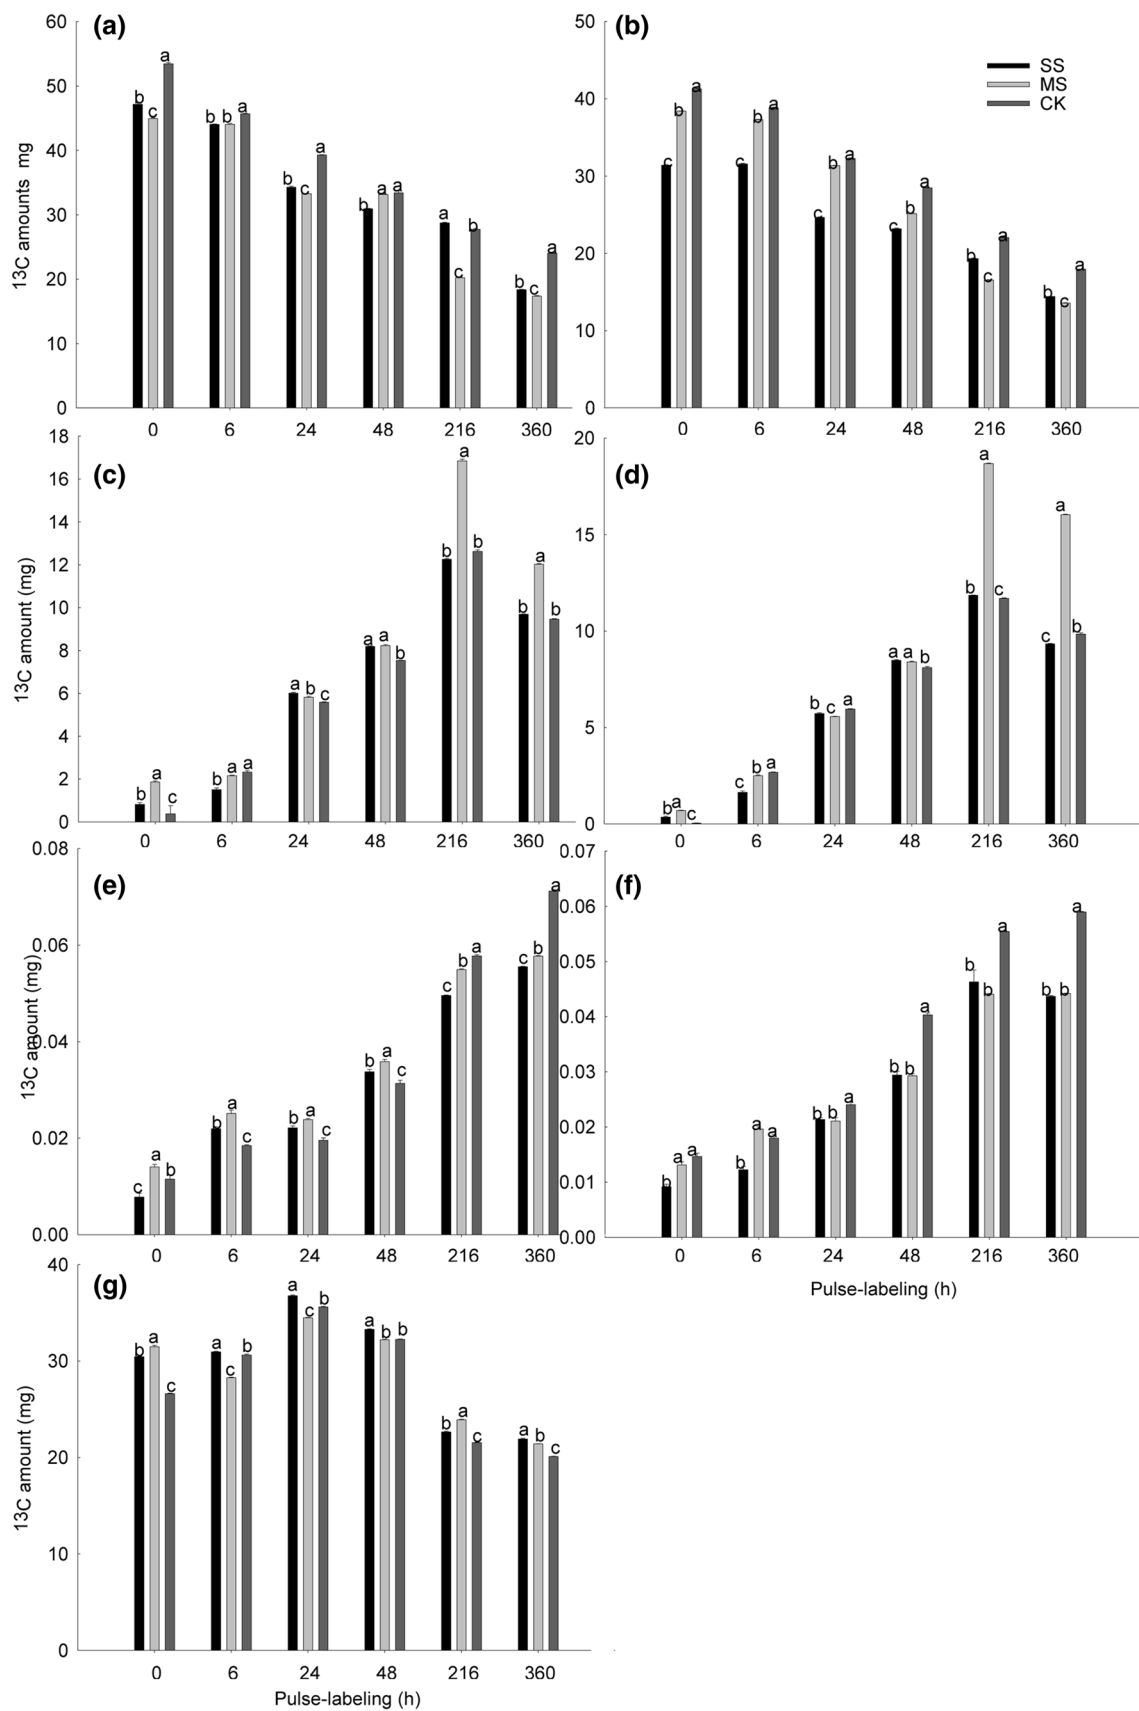 (a)
60
50
40
30
20
10
0
13C amounts mg
b c a
b b a
b c a
b a a
a c b
b c a
0 6 24 48 216 360
(b)
50
40
30
20
10
0
SS
MS
CK
c b a
c b a
c b a
c b a
b c a
b c a
0 6 24 48 216 360
(c)
18
16
14
12
10
8
6
4
2
0
13C amount (mg)
b a c
b a a
a b c
a a b
b a b
b a b
0 6 24 48 216 360
(d)
20
15
10
5
0
b a c
c b a
b c a
a a b
b a c
c a b
0 6 24 48 216 360
(e)
0.08
0.06
0.04
0.02
0.00
13C amount (mg)
c a b
b a c
b a c
b a c
c b a
c b a
0 6 24 48 216 360
(f)
0.07
0.06
0.05
0.04
0.03
0.02
0.01
0.00
b a a
b a a
b b a
b b a
b b a
b b a
0 6 24 48 216 360
Pulse-labeling (h)
(g)
40
30
20
10
0
13C amount (mg)
b a c
a c b
a c b
a b b
b a c
a b c
0 6 24 48 216 360
Pulse-labeling (h)